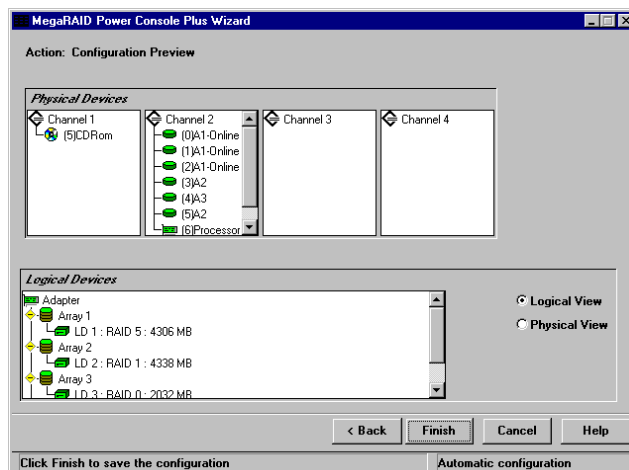 MegaRAID Power Console Plus Wizard
Action: Configuration Preview
Physical Devices
Channel 1
(5)CDRom
Channel 2
(0)A1-Online
(1)A1-Online
(2)A1-Online
(3)A2
(4)A3
(5)A2
(6)Processor
Channel 3
Channel 4
Logical Devices
Adapter
Array 1
LD 1 : RAID 5 : 4306 MB
Array 2
LD 2 : RAID 1 : 4338 MB
Array 3
LD 3 : RAID 0 : 2032 MB
Logical View
Physical View
< Back
Finish
Cancel
Help
Click Finish to save the configuration
Automatic configuration